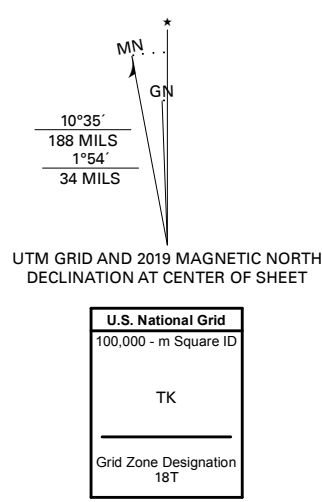 ★
MN
GN
10°35´
188 MILS
1°54´
34 MILS
UTM GRID AND 2019 MAGNETIC NORTH
DECLINATION AT CENTER OF SHEET
U.S. National Grid
100,000 - m Square ID
TK
Grid Zone Designation
18T